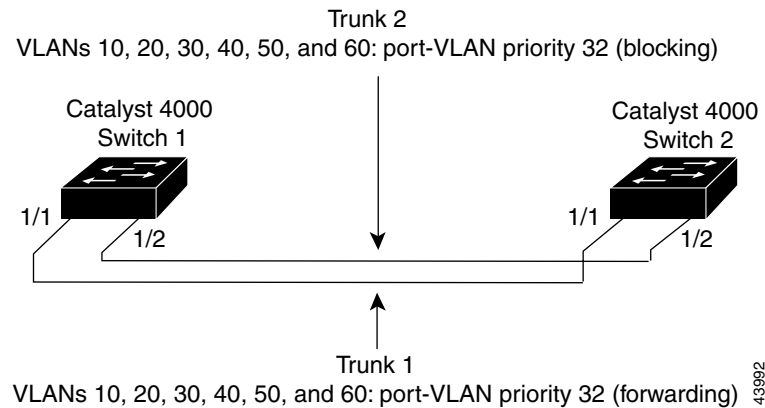 Trunk 2
VLANs 10, 20, 30, 40, 50, and 60: port-VLAN priority 32 (blocking)
Catalyst 4000
Switch 1
Catalyst 4000
Switch 2
1/1
1/2
1/1
1/2
Trunk 1
VLANs 10, 20, 30, 40, 50, and 60: port-VLAN priority 32 (forwarding)
43992